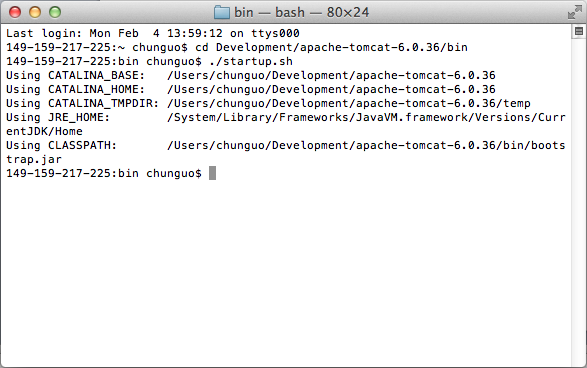 bin — bash — 80×24
Last login: Mon Feb  4 13:59:12 on ttys000
149-159-217-225:~ chunguo$ cd Development/apache-tomcat-6.0.36/bin
149-159-217-225:bin chunguo$ ./startup.sh
Using CATALINA_BASE:   /Users/chunguo/Development/apache-tomcat-6.0.36
Using CATALINA_HOME:   /Users/chunguo/Development/apache-tomcat-6.0.36
Using CATALINA_TMPDIR: /Users/chunguo/Development/apache-tomcat-6.0.36/temp
Using JRE_HOME:        /System/Library/Frameworks/JavaVM.framework/Versions/Curr
entJDK/Home
Using CLASSPATH:       /Users/chunguo/Development/apache-tomcat-6.0.36/bin/boots
trap.jar
149-159-217-225:bin chunguo$